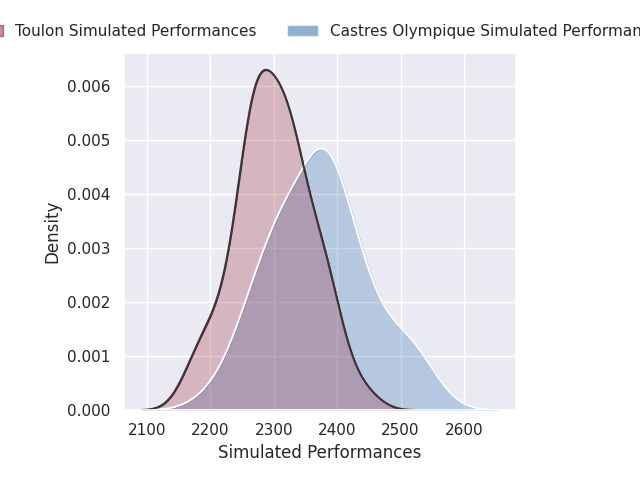 Toulon Simulated Performances
Castres Olympique Simulated
0.006
0.005
0.004
0.003
0.002
0.001
0.000
Density
2100 2200 2300 2400 2500 2600
Simulated Performances